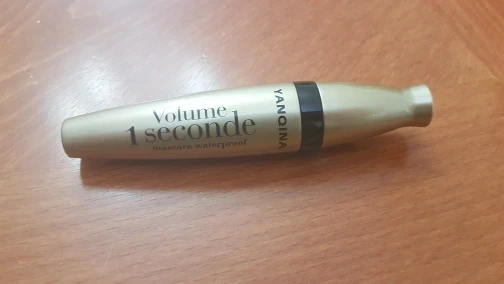 Volume
1 seconde
mascara waterproof
YANQINA